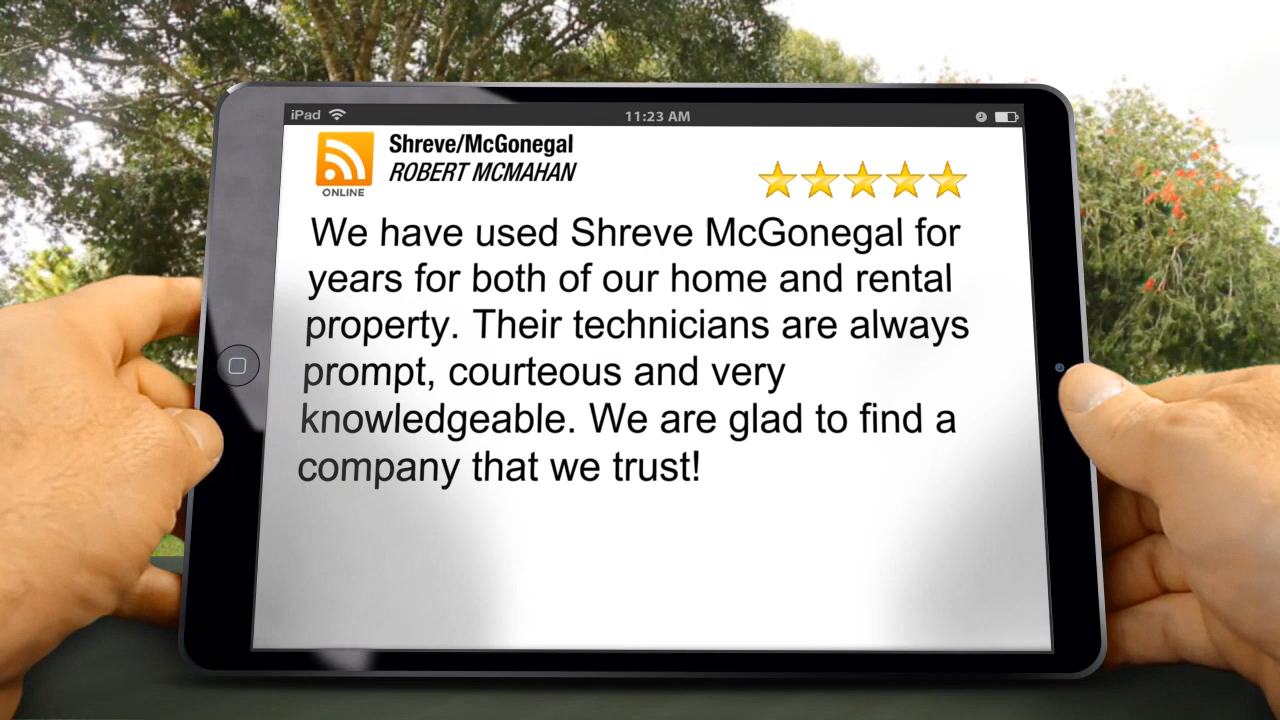 iPad 11:23 AM
Shreve/McGonegal
ROBERT MCMAHAN
ONLINE
We have used Shreve McGonegal for
years for both of our home and rental
property. Their technicians are always
prompt, courteous and very
knowledgeable. We are glad to find a
company that we trust!